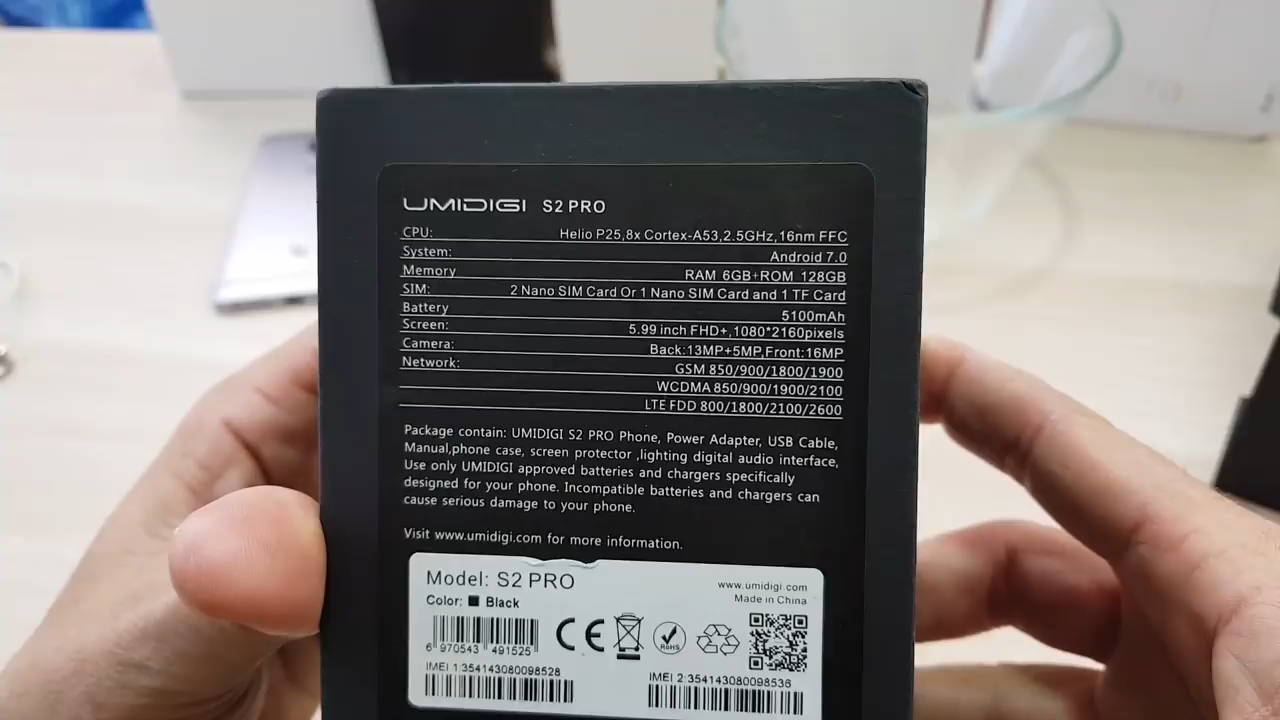 UMIDIGI S2 PRO
CPU: Helio P25,8x Cortex-A53,2.5GHz,16nm FFC
System: Android 7.0
Memory RAM 6GB+ROM 128GB
SIM: 2 Nano SIM Card Or 1 Nano SIM Card and 1 TF Card
Battery 5100mAh
Screen: 5.99 inch FHD+,1080*2160pixels
Camera: Back:13MP+5MP,Front:16MP
Network: GSM 850/900/1800/1900
WCDMA 850/900/1900/2100
LTE FDD 800/1800/2100/2600
Package contain: UMIDIGI S2 PRO Phone, Power Adapter, USB Cable,
Manual,phone case, screen protector ,lighting digital audio interface,
Use only UMIDIGI approved batteries and chargers specifically
designed for your phone. Incompatible batteries and chargers can
cause serious damage to your phone.
Visit www.umidigi.com for more information.
Model: S2 PRO
www.umidigi.com
Color: Black
Made in China
6 970543 491525
CE
RoHS
IMEI 1:354143080098528
IMEI 2:354143080098536